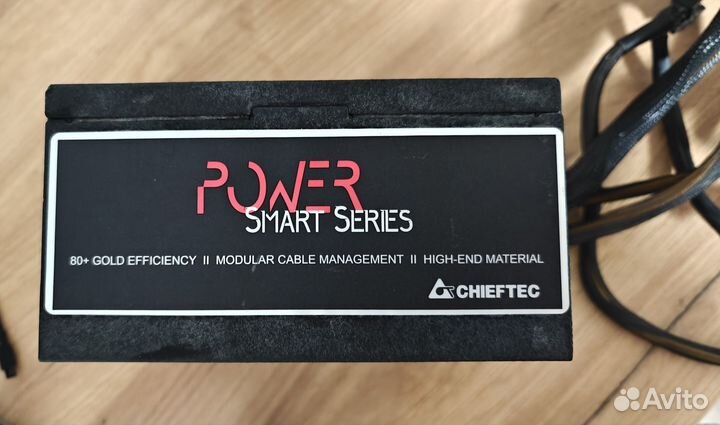 POWER
SMART SERIES
80+ GOLD EFFICIENCY II MODULAR CABLE MANAGEMENT II HIGH-END MATERIAL
CHIEFTEC
Avito